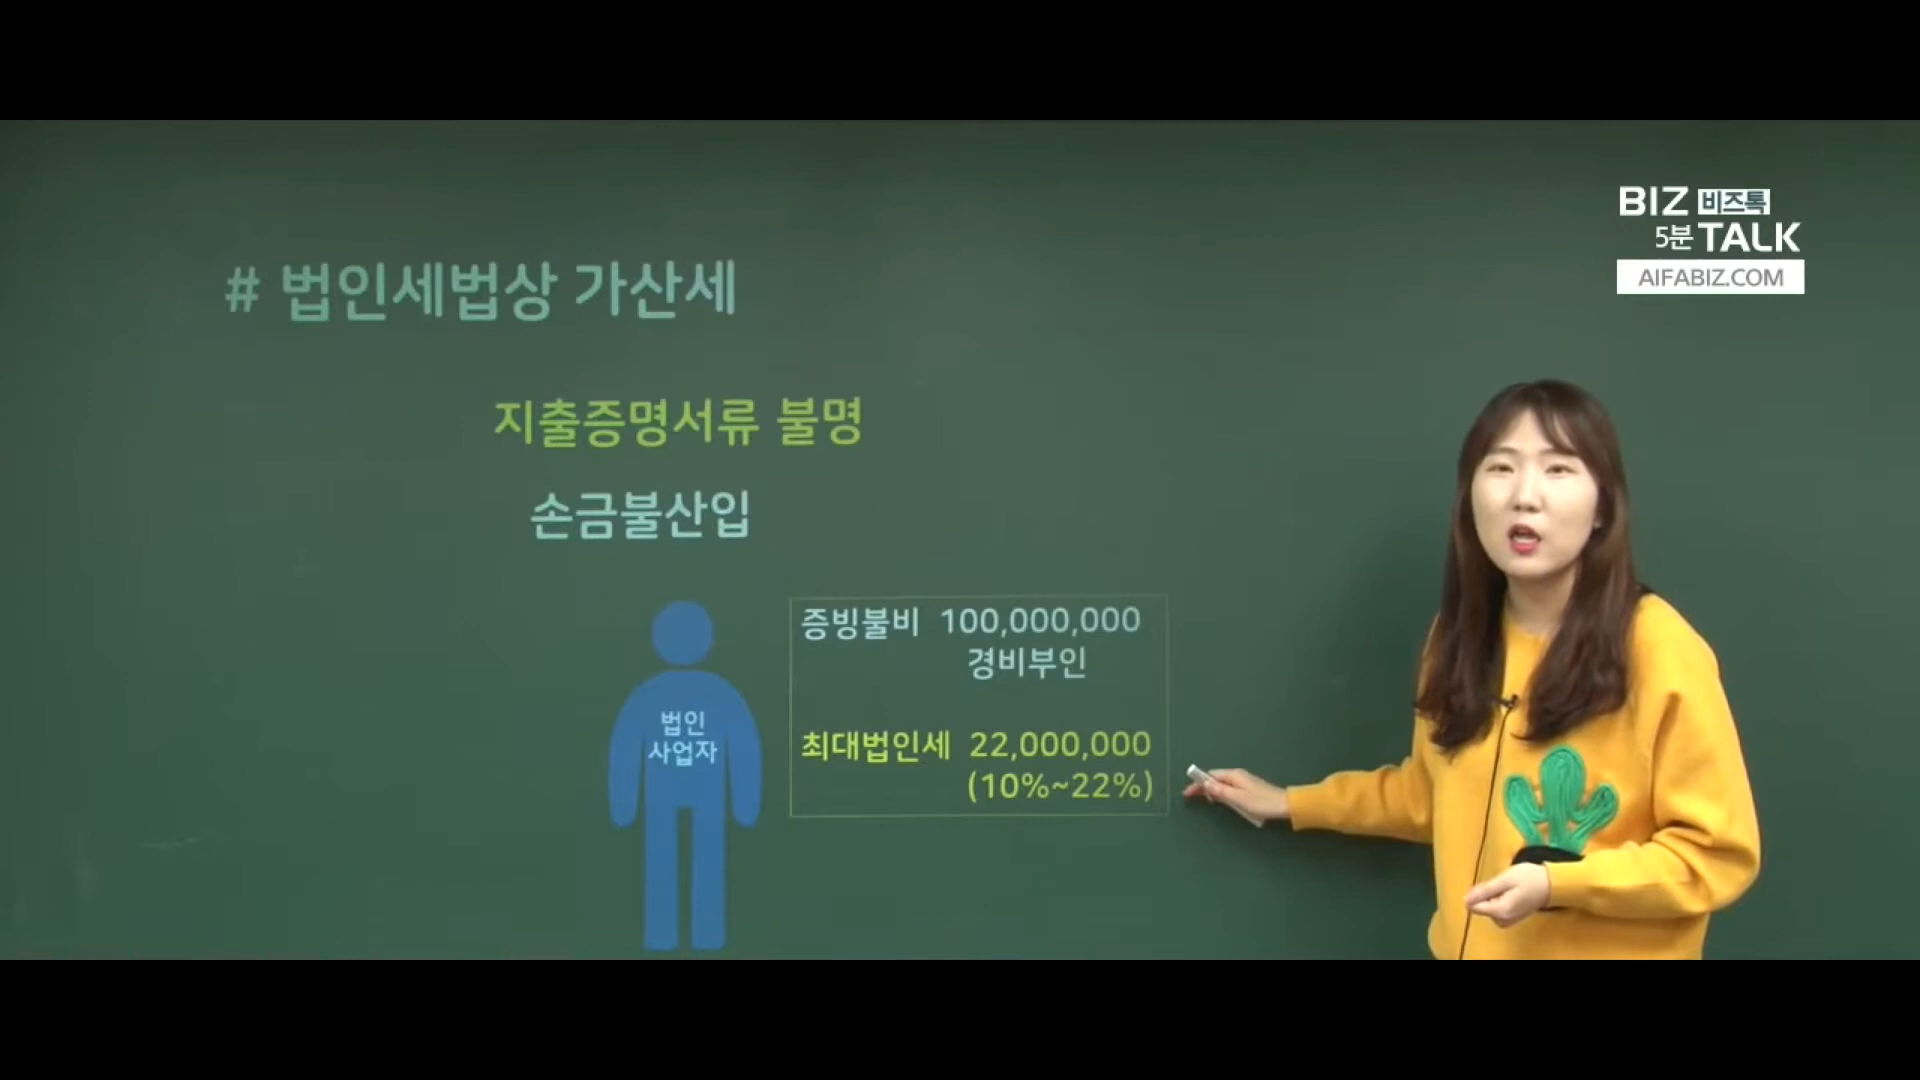 BIZ 비즈톡
5분 TALK
AIFABIZ.COM
# 법인세법상 가산세
지출증명서류 불명
손금불산입
증빙불비 100,000,000
경비부인
법인
사업자
최대법인세 22,000,000
(10%~22%)